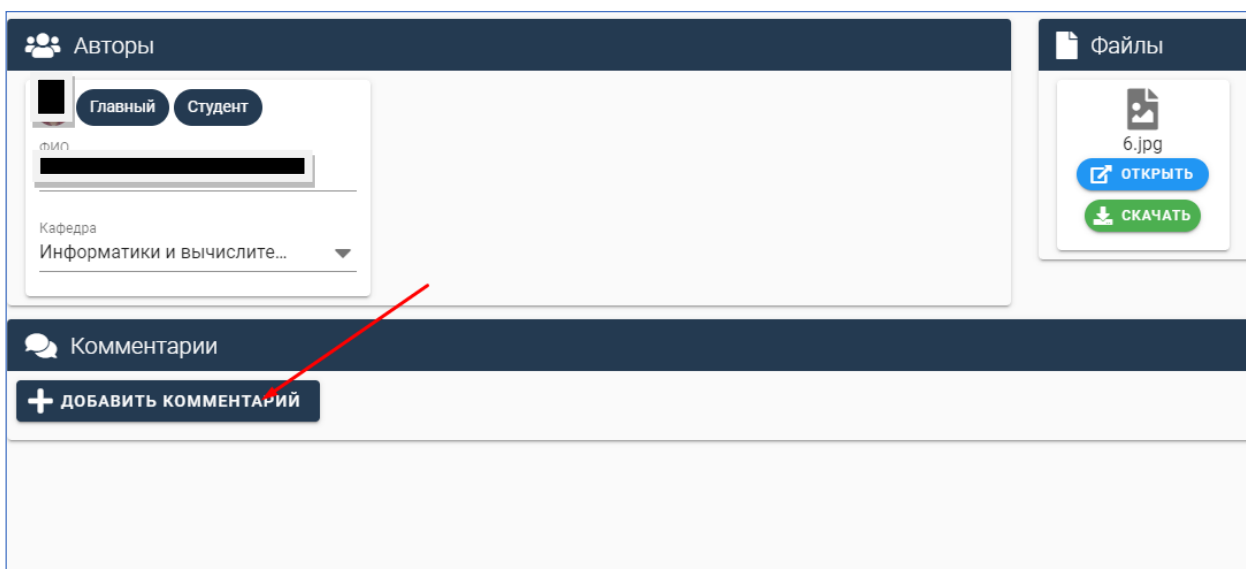 Авторы
Главный Студент
ФИО
Кафедра
Информатики и вычислите...
Файлы
6.jpg
ОТКРЫТЬ
СКАЧАТЬ
Комментарии
ДОБАВИТЬ КОММЕНТАРИЙ